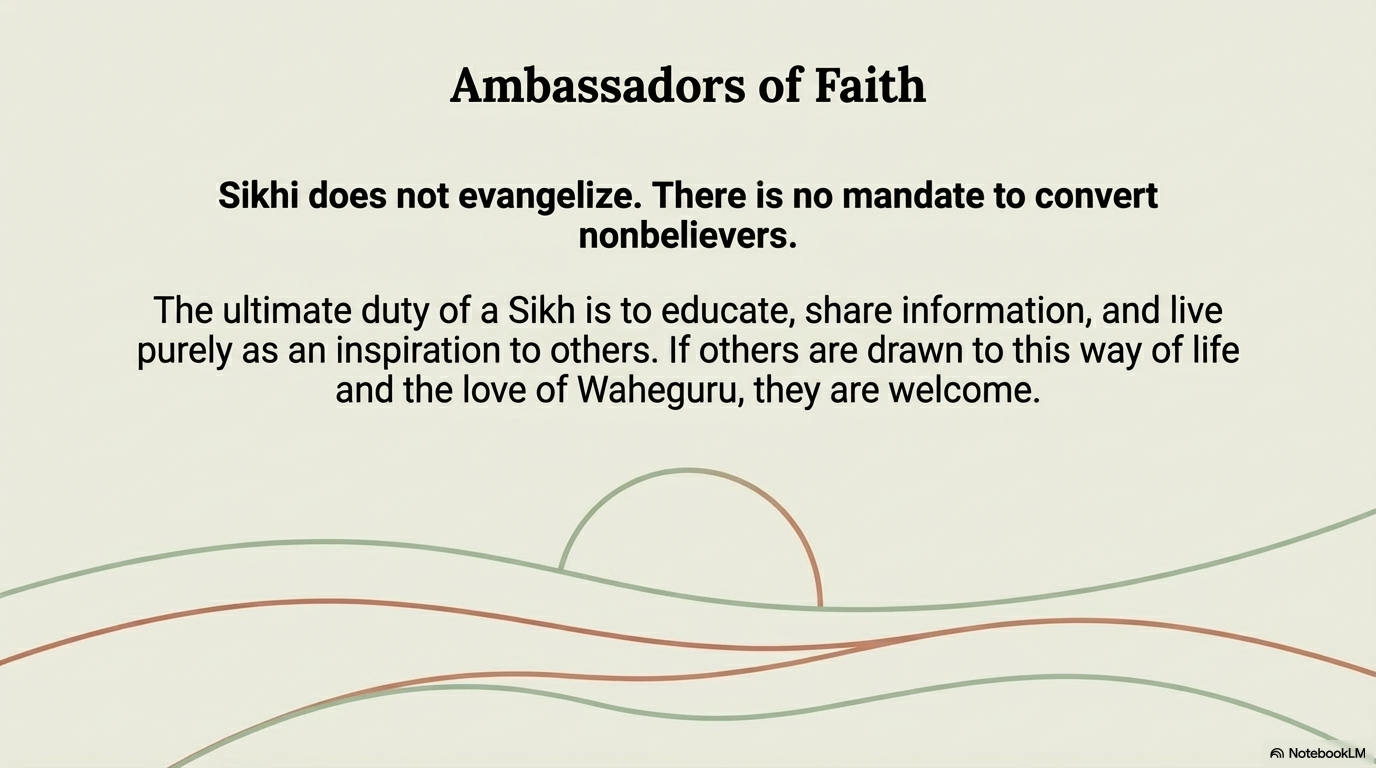 Ambassadors of Faith
Sikhi does not evangelize. There is no mandate to convert
nonbelievers.
The ultimate duty of a Sikh is to educate, share information, and live
purely as an inspiration to others. If others are drawn to this way of life
and the love of Waheguru, they are welcome.
NotebookLM